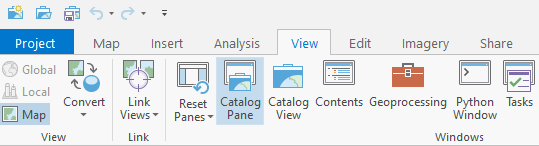 Project Map Insert Analysis View Edit Imagery Share
Global
Local
Map
Convert
View
Link
Views
Link
Reset
Panes
Catalog
Pane
Catalog
View
Contents
Geoprocessing
Python
Window
Tasks
Windows